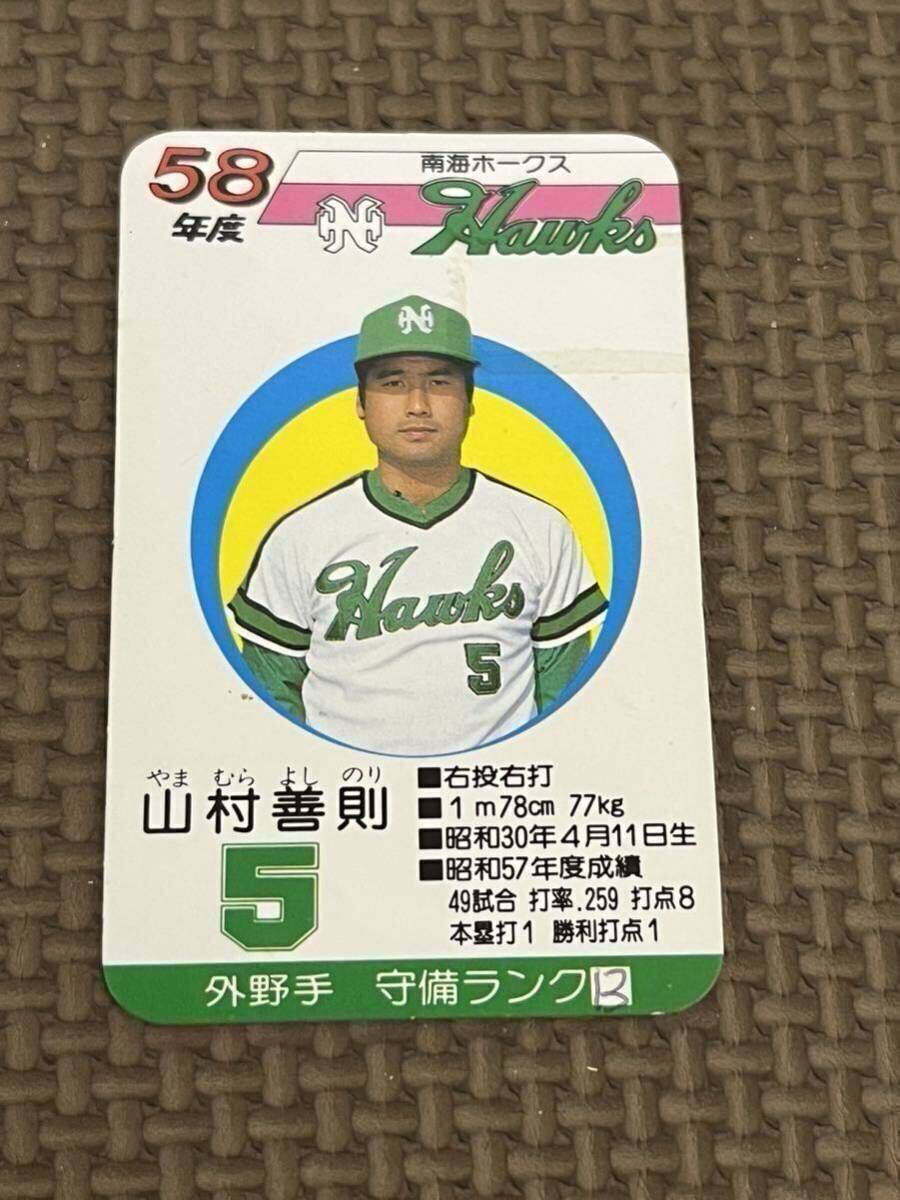 58
年度
南海ホークス
N
Hawks
N
Hawks
5
やま むら よし のり
山村善則
5
■右投右打
■1m78cm 77kg
■昭和30年4月11日生
■昭和57年度成績
49試合 打率.259 打点8
本塁打1 勝利打点1
外野手 守備ランクB